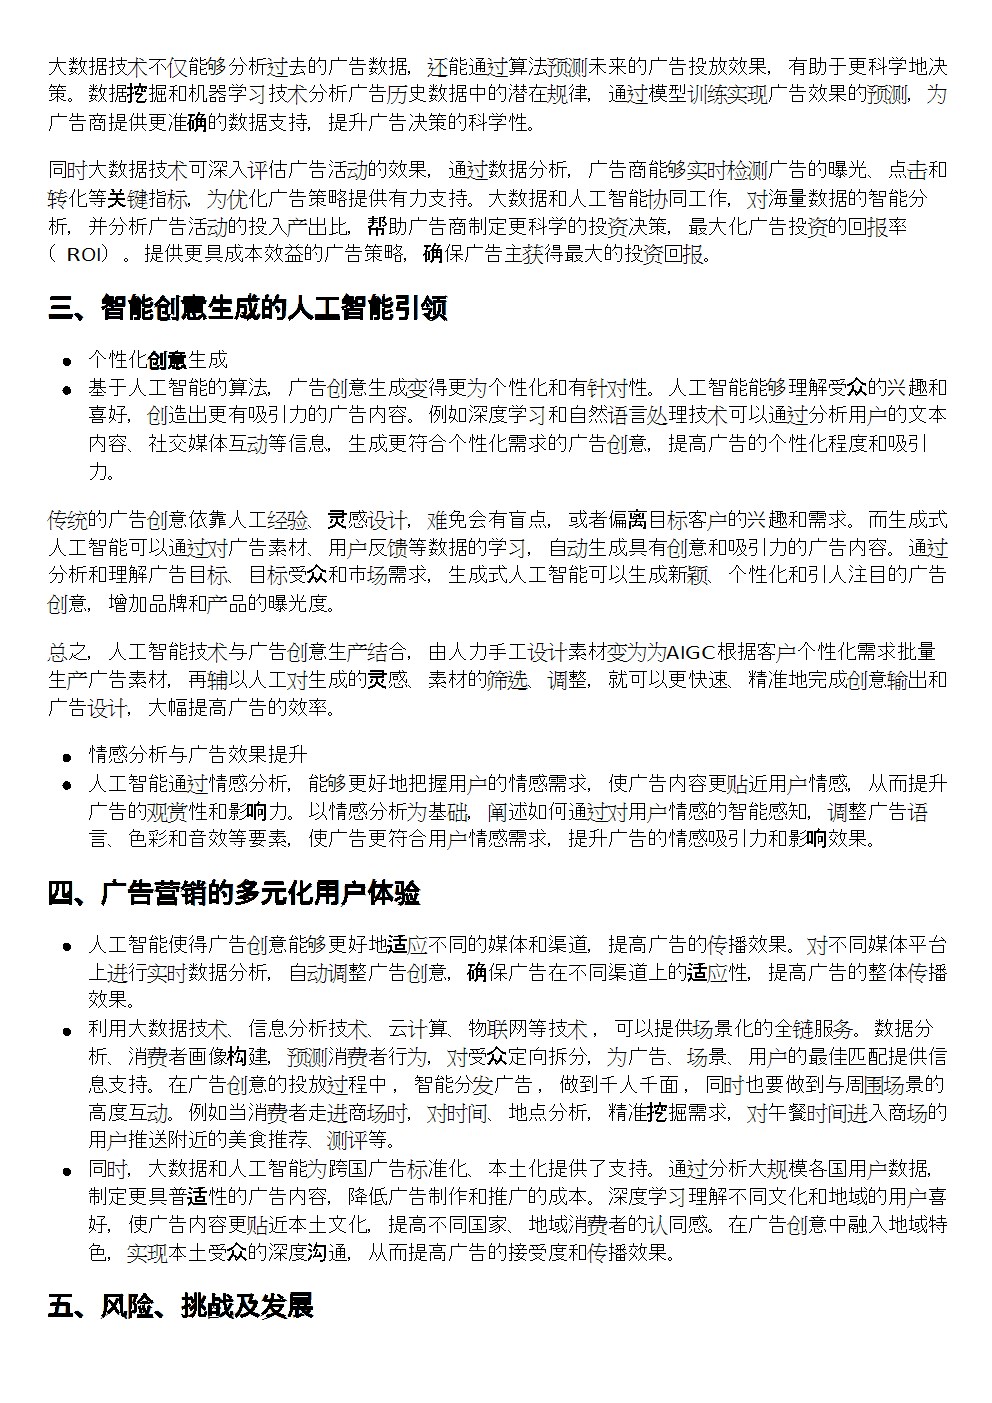 大数据技术不仅能够分析过去的广告数据，还能通过算法预测未来的广告投放效果，有助于更科学地决
策。数据挖掘和机器学习技术分析广告历史数据中的潜在规律，通过模型训练实现广告效果的预测，为
广告商提供更准确的数据支持，提升广告决策的科学性。
同时大数据技术可深入评估广告活动的效果，通过数据分析，广告商能够实时检测广告的曝光、点击和
转化等关键指标，为优化广告策略提供有力支持。大数据和人工智能协同工作，对海量数据的智能分
析，并分析广告活动的投入产出比，帮助广告商制定更科学的投资决策，最大化广告投资的回报率
（ROI）。提供更具成本效益的广告策略，确保广告主获得最大的投资回报。
三、智能创意生成的人工智能引领
● 个性化创意生成
● 基于人工智能的算法，广告创意生成变得更为个性化和有针对性。人工智能能够理解受众的兴趣和
喜好，创造出更有吸引力的广告内容。例如深度学习和自然语言处理技术可以通过分析用户的文本
内容、社交媒体互动等信息，生成更符合个性化需求的广告创意，提高广告的个性化程度和吸引
力。
传统的广告创意依靠人工经验、灵感设计，难免会有盲点，或者偏离目标客户的兴趣和需求。而生成式
人工智能可以通过对广告素材、用户反馈等数据的学习，自动生成具有创意和吸引力的广告内容。通过
分析和理解广告目标、目标受众和市场需求，生成式人工智能可以生成新颖、个性化和引人注目的广告
创意，增加品牌和产品的曝光度。
总之，人工智能技术与广告创意生产结合，由人力手工设计素材变为为AIGC根据客户个性化需求批量
生产广告素材，再辅以人工对生成的灵感、素材的筛选、调整，就可以更快速、精准地完成创意输出和
广告设计，大幅提高广告的效率。
● 情感分析与广告效果提升
● 人工智能通过情感分析，能够更好地把握用户的情感需求，使广告内容更贴近用户情感，从而提升
广告的观赏性和影响力。以情感分析为基础，阐述如何通过对用户情感的智能感知，调整广告语
言、色彩和音效等要素，使广告更符合用户情感需求，提升广告的情感吸引力和影响效果。
四、广告营销的多元化用户体验
● 人工智能使得广告创意能够更好地适应不同的媒体和渠道，提高广告的传播效果。对不同媒体平台
上进行实时数据分析，自动调整广告创意，确保广告在不同渠道上的适应性，提高广告的整体传播
效果。
● 利用大数据技术、信息分析技术、云计算、物联网等技术，可以提供场景化的全链服务。数据分
析、消费者画像构建，预测消费者行为，对受众定向拆分，为广告、场景、用户的最佳匹配提供信
息支持。在广告创意的投放过程中，智能分发广告，做到千人千面，同时也要做到与周围场景的
高度互动。例如当消费者走进商场时，对时间、地点分析，精准挖掘需求，对午餐时间进入商场的
用户推送附近的美食推荐、测评等。
● 同时，大数据和人工智能为跨国广告标准化、本土化提供了支持。通过分析大规模各国用户数据，
制定更具普适性的广告内容，降低广告制作和推广的成本。深度学习理解不同文化和地域的用户喜
好，使广告内容更贴近本土文化，提高不同国家、地域消费者的认同感。在广告创意中融入地域特
色，实现本土受众的深度沟通，从而提高广告的接受度和传播效果。
五、风险、挑战及发展